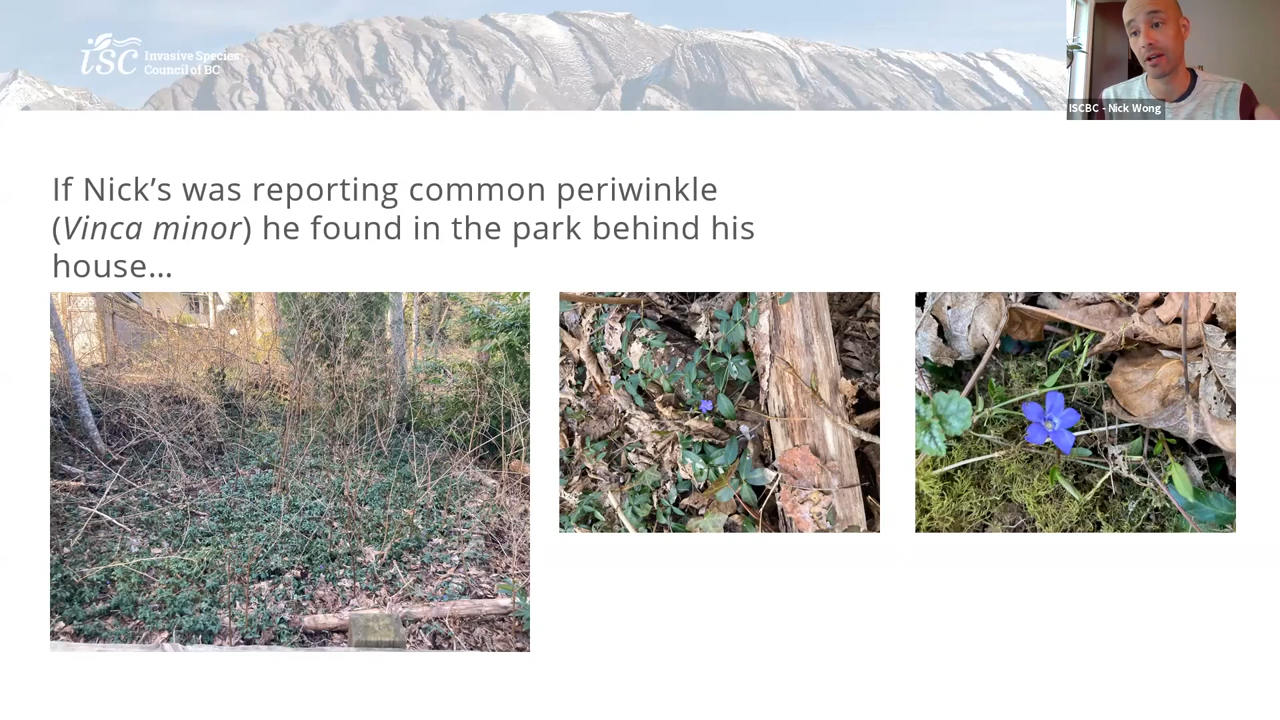 isc Invasive Species
Council of BC
ISCBC - Nick Wong
If Nick’s was reporting common periwinkle
(Vinca minor) he found in the park behind his
house…